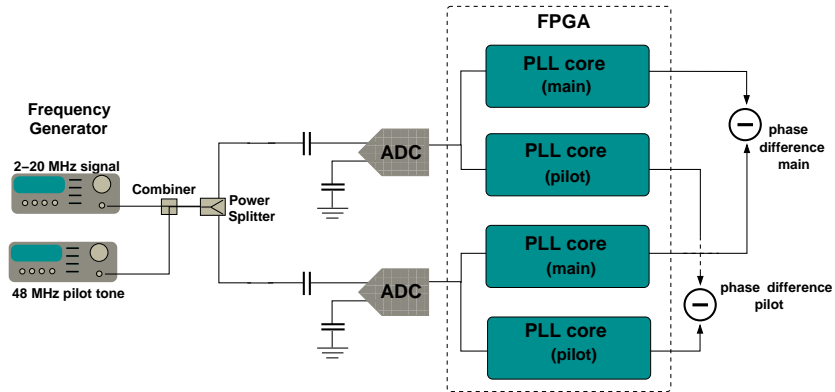 FPGA
PLL core
(main)
Frequency
Generator
phase
difference
main
2–20 MHz signal
ADC
PLL core
(pilot)
Combiner
Power
Splitter
PLL core
(main)
48 MHz pilot tone
ADC
phase difference
pilot
PLL core
(pilot)